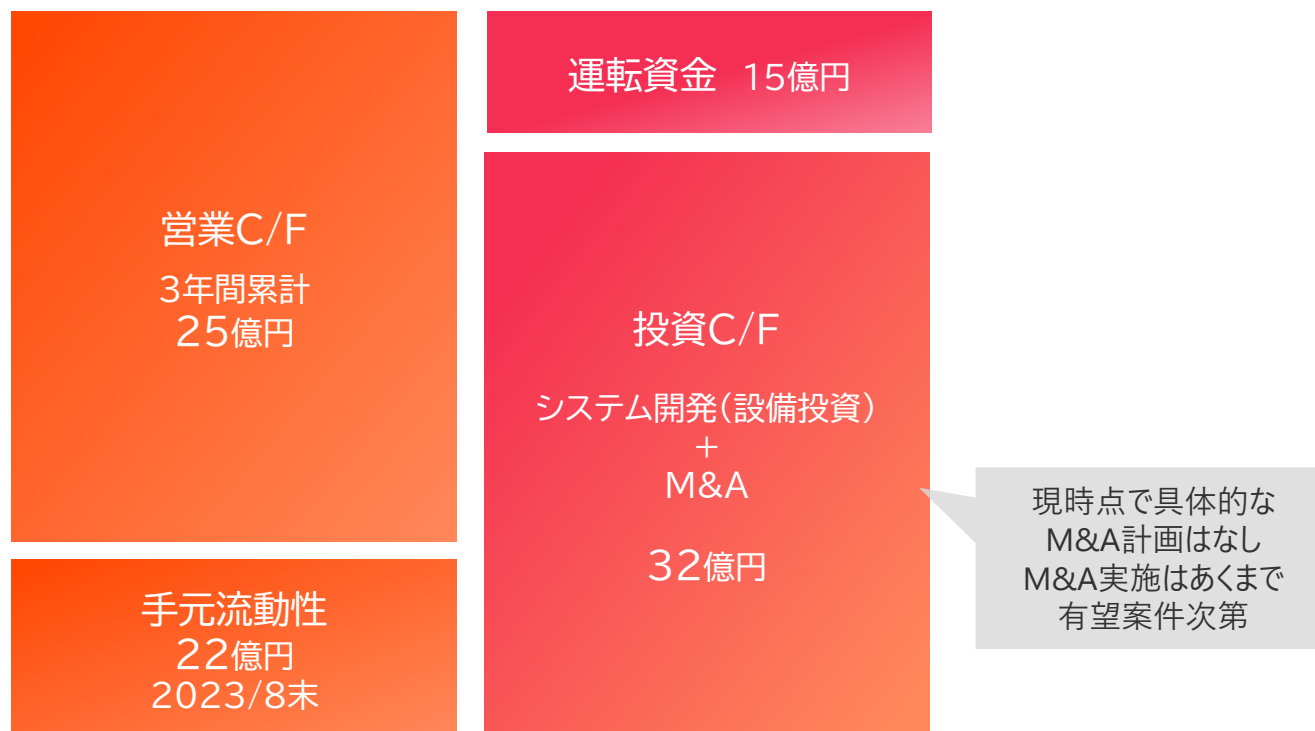 営業C/F
3年間累計
25億円
手元流動性
22億円
2023/8末
運転資金 15億円
投資C/F
システム開発(設備投資)
+
M&A
32億円
現時点で具体的な
M&A計画はなし
M&A実施はあくまで
有望案件次第